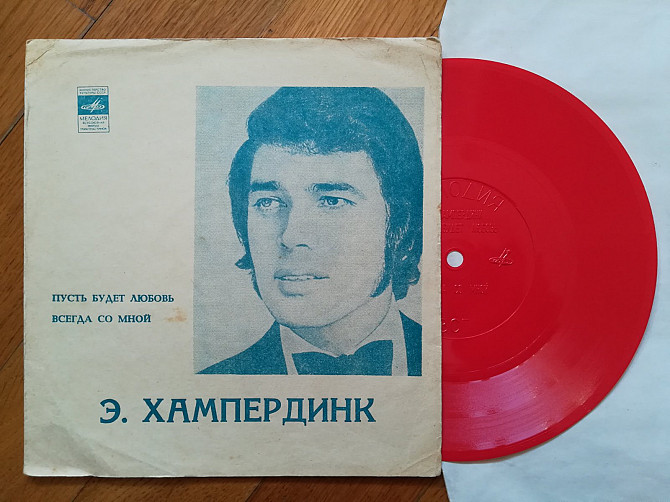 МЕЛОДИЯ
ПУСТЬ БУДЕТ ЛЮБОВЬ
ВСЕГДА СО МНОЙ
Э. ХАМПЕРДИНК